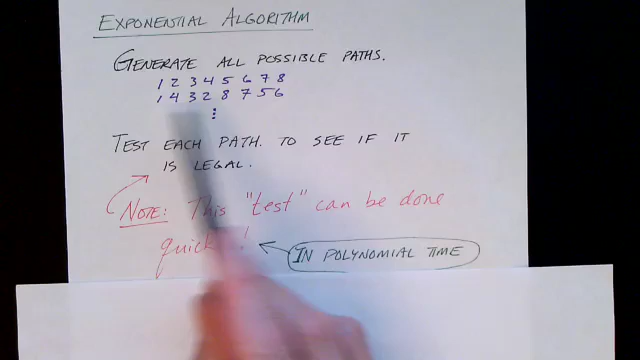 EXPONENTIAL ALGORITHM
GENERATE ALL POSSIBLE PATHS.
1 2 3 4 5 6 7 8
1 4 3 2 8 7 5 6
⋮
TEST EACH PATH. TO SEE IF IT
IS LEGAL.
NOTE: This "test" can be done
!
IN POLYNOMIAL TIME